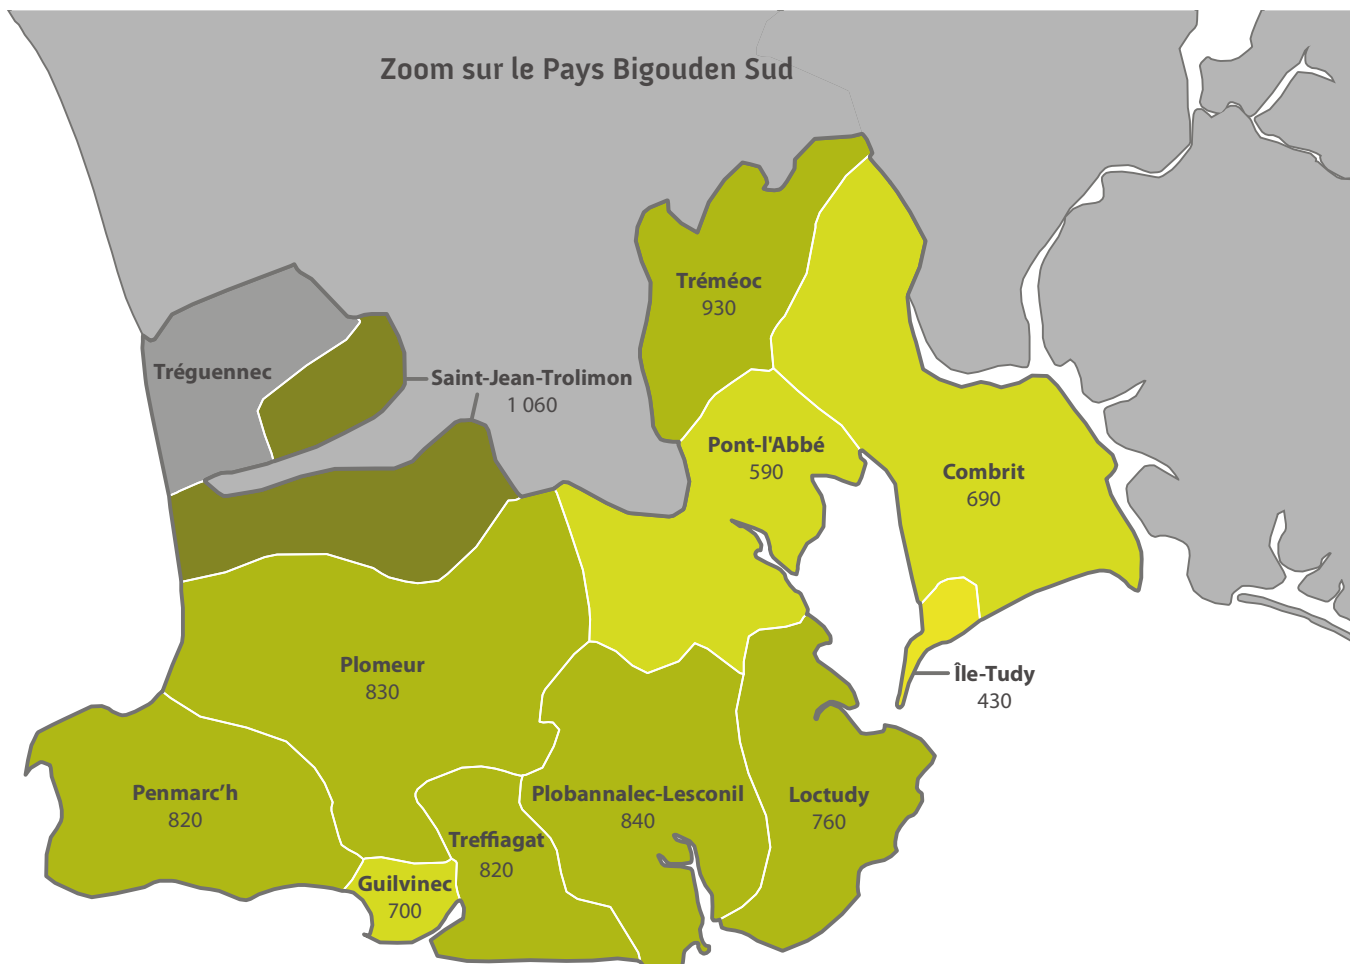 Zoom sur le Pays Bigouden Sud
Tréméoc
930
Tréguennec
Saint-Jean-Trolimon
1 060
Pont-l'Abbé
590
Combrit
690
Plomeur
830
Île-Tudy
430
Penmarc’h
820
Plobannalec-Lesconil
840
Loctudy
760
Treffiagat
820
Guilvinec
700